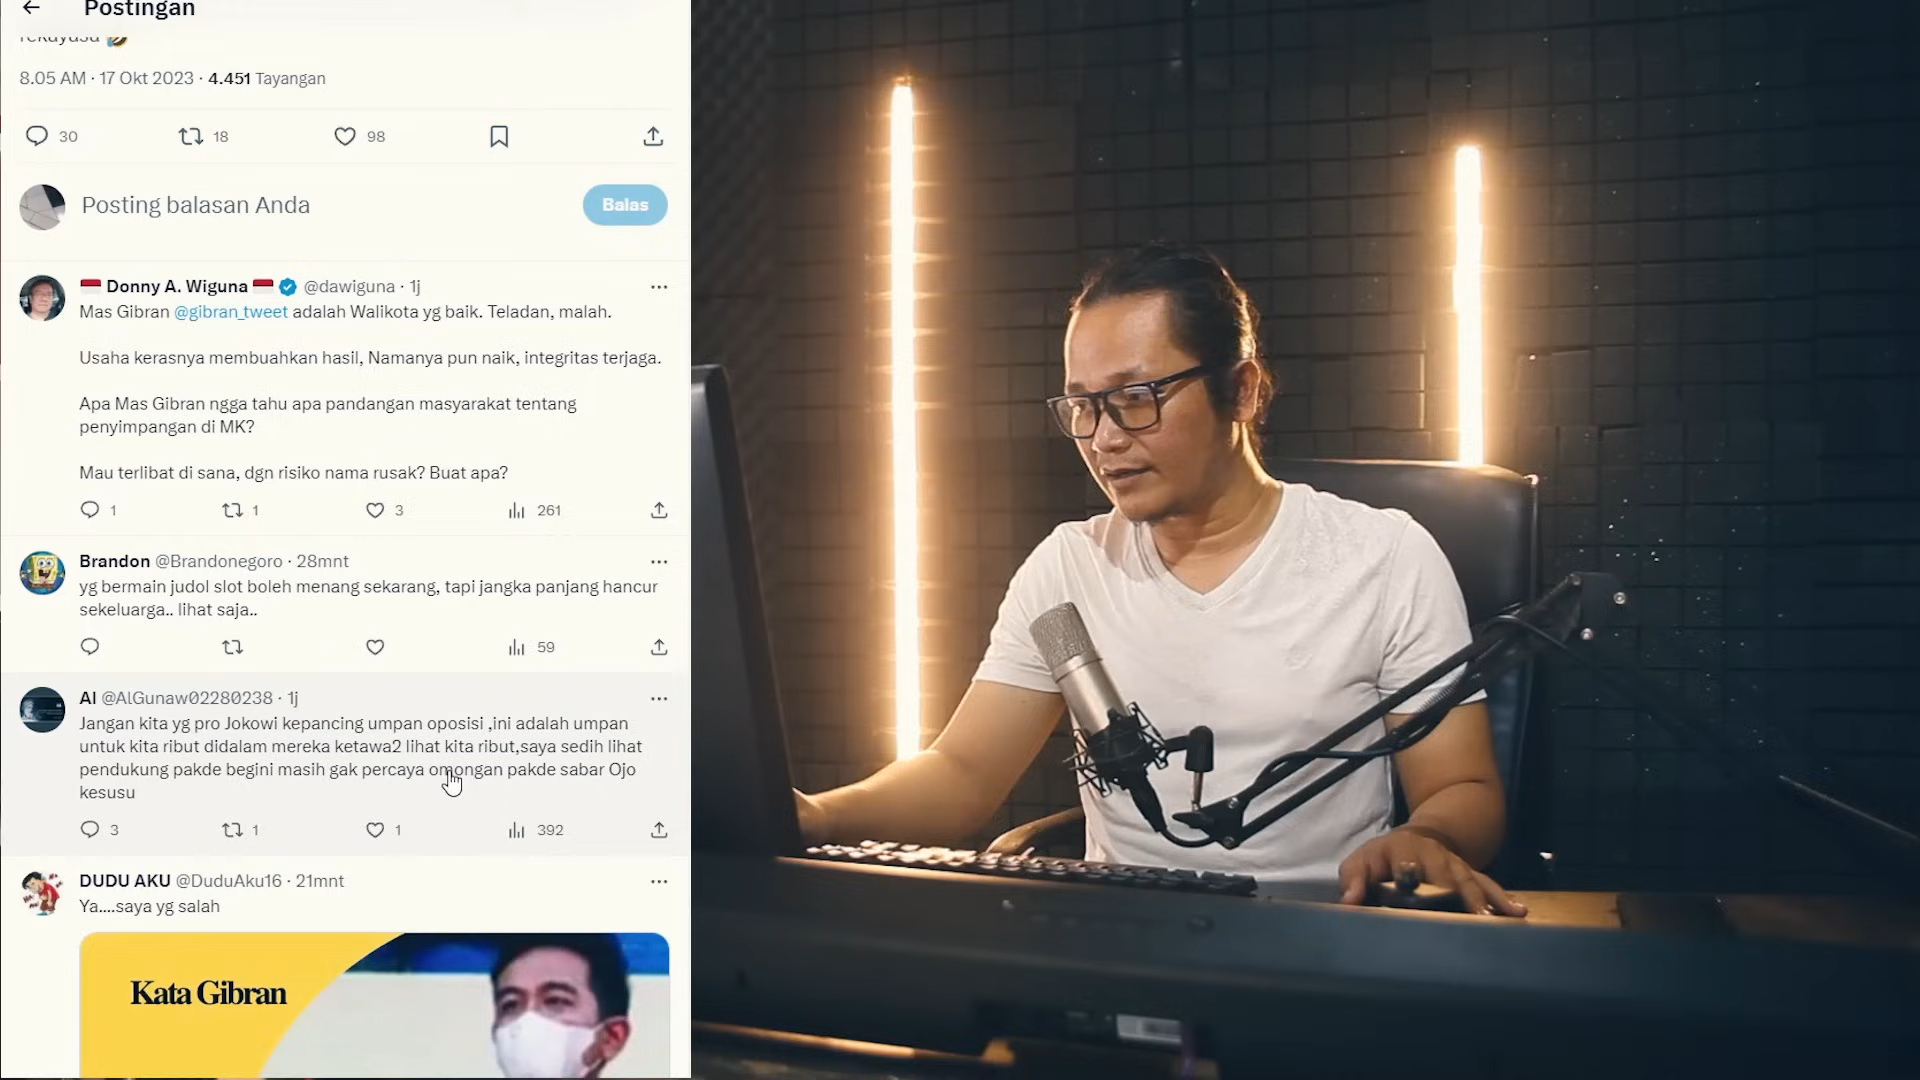 Postingan
rekayasa
8.05 AM · 17 Okt 2023 · 4.451 Tayangan
30 18 98
Posting balasan Anda
Balas
Donny A. Wiguna @dawiguna · 1j
Mas Gibran @gibran_tweet adalah Walikota yg baik. Teladan, malah.
Usaha kerasnya membuahkan hasil, Namanya pun naik, integritas terjaga.
Apa Mas Gibran ngga tahu apa pandangan masyarakat tentang
penyimpangan di MK?
Mau terlibat di sana, dgn risiko nama rusak? Buat apa?
1 1 3 261
Brandon @Brandonegoro · 28mnt
yg bermain judol slot boleh menang sekarang, tapi jangka panjang hancur
sekeluarga.. lihat saja..
59
Al @AlGunaw02280238 · 1j
Jangan kita yg pro Jokowi kepancing umpan oposisi ,ini adalah umpan
untuk kita ribut didalam mereka ketawa2 lihat kita ribut,saya sedih lihat
pendukung pakde begini masih gak percaya omongan pakde sabar Ojo
kesusu
3 1 1 392
DUDU AKU @DuduAku16 · 21mnt
Ya....saya yg salah
Kata Gibran